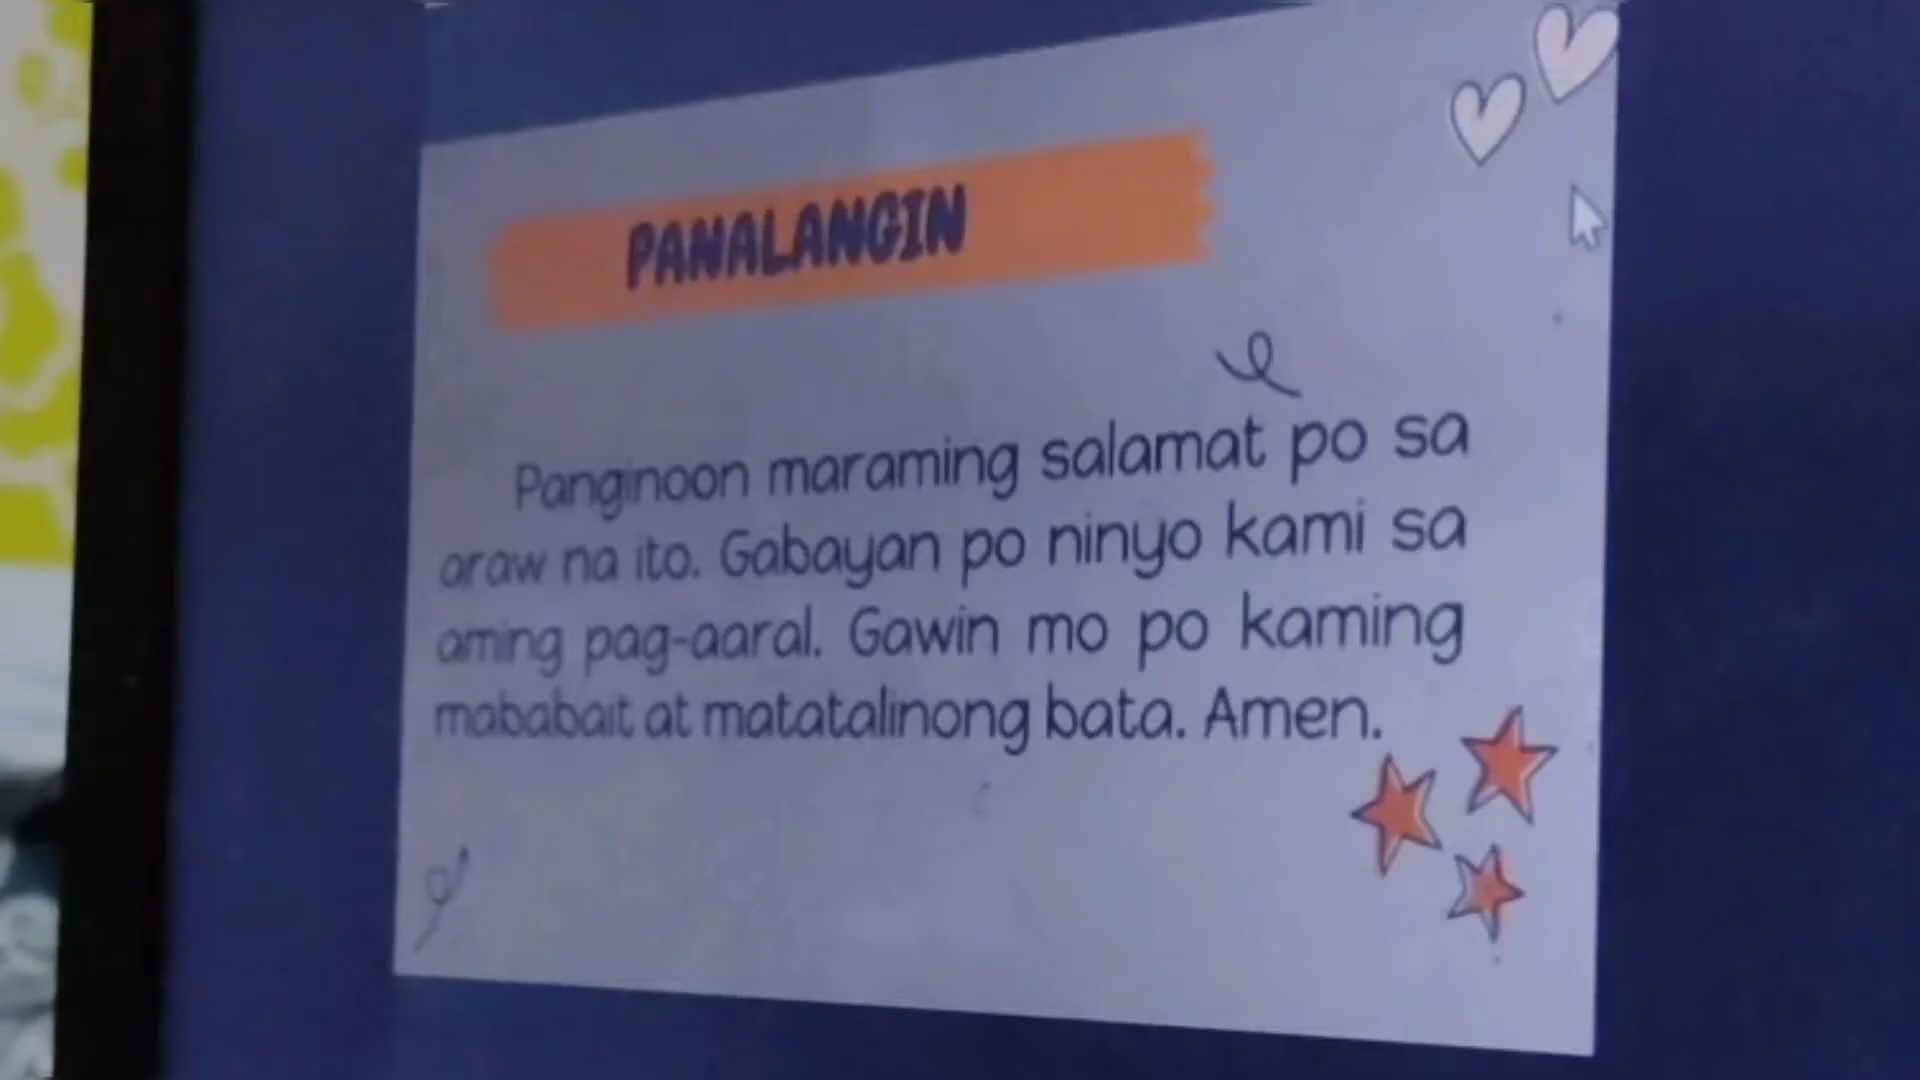 PANALANGIN
Panginoon maraming salamat po sa
araw na ito. Gabayan po ninyo kami sa
aming pag-aaral. Gawin mo po kaming
mababait at matatalinong bata. Amen.